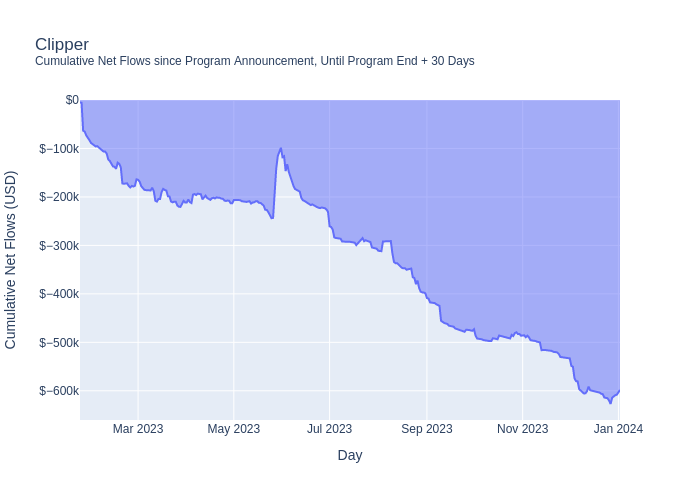 Clipper
Cumulative Net Flows since Program Announcement, Until Program End + 30 Days
$0
$−100k
$−200k
$−300k
$−400k
$−500k
$−600k
Cumulative Net Flows (USD)
Mar 2023
May 2023
Jul 2023
Sep 2023
Nov 2023
Jan 2024
Day